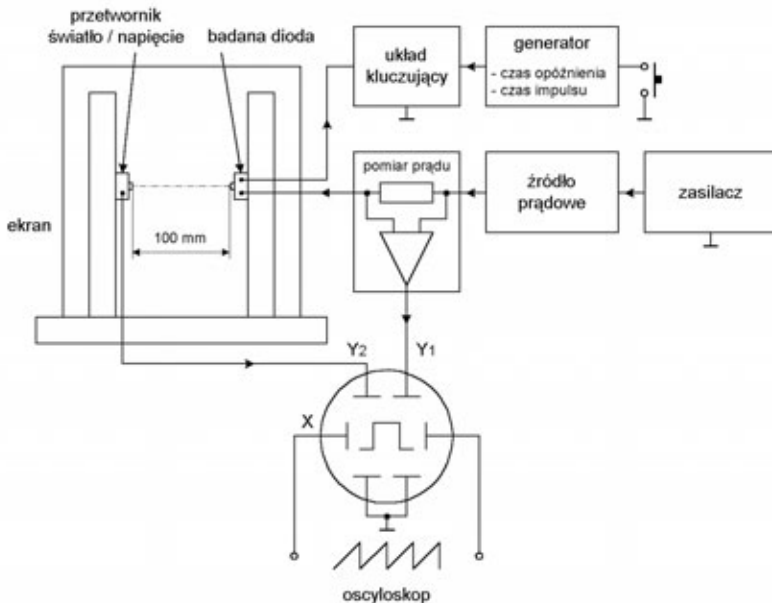 przetwornik
światło / napięcie
badana dioda
układ
kluczujący
generator
- czas opóźnienia
- czas impulsu
pomiar prądu
źródło
prądowe
zasilacz
ekran
100 mm
Y2
Y1
X
oscyloskop